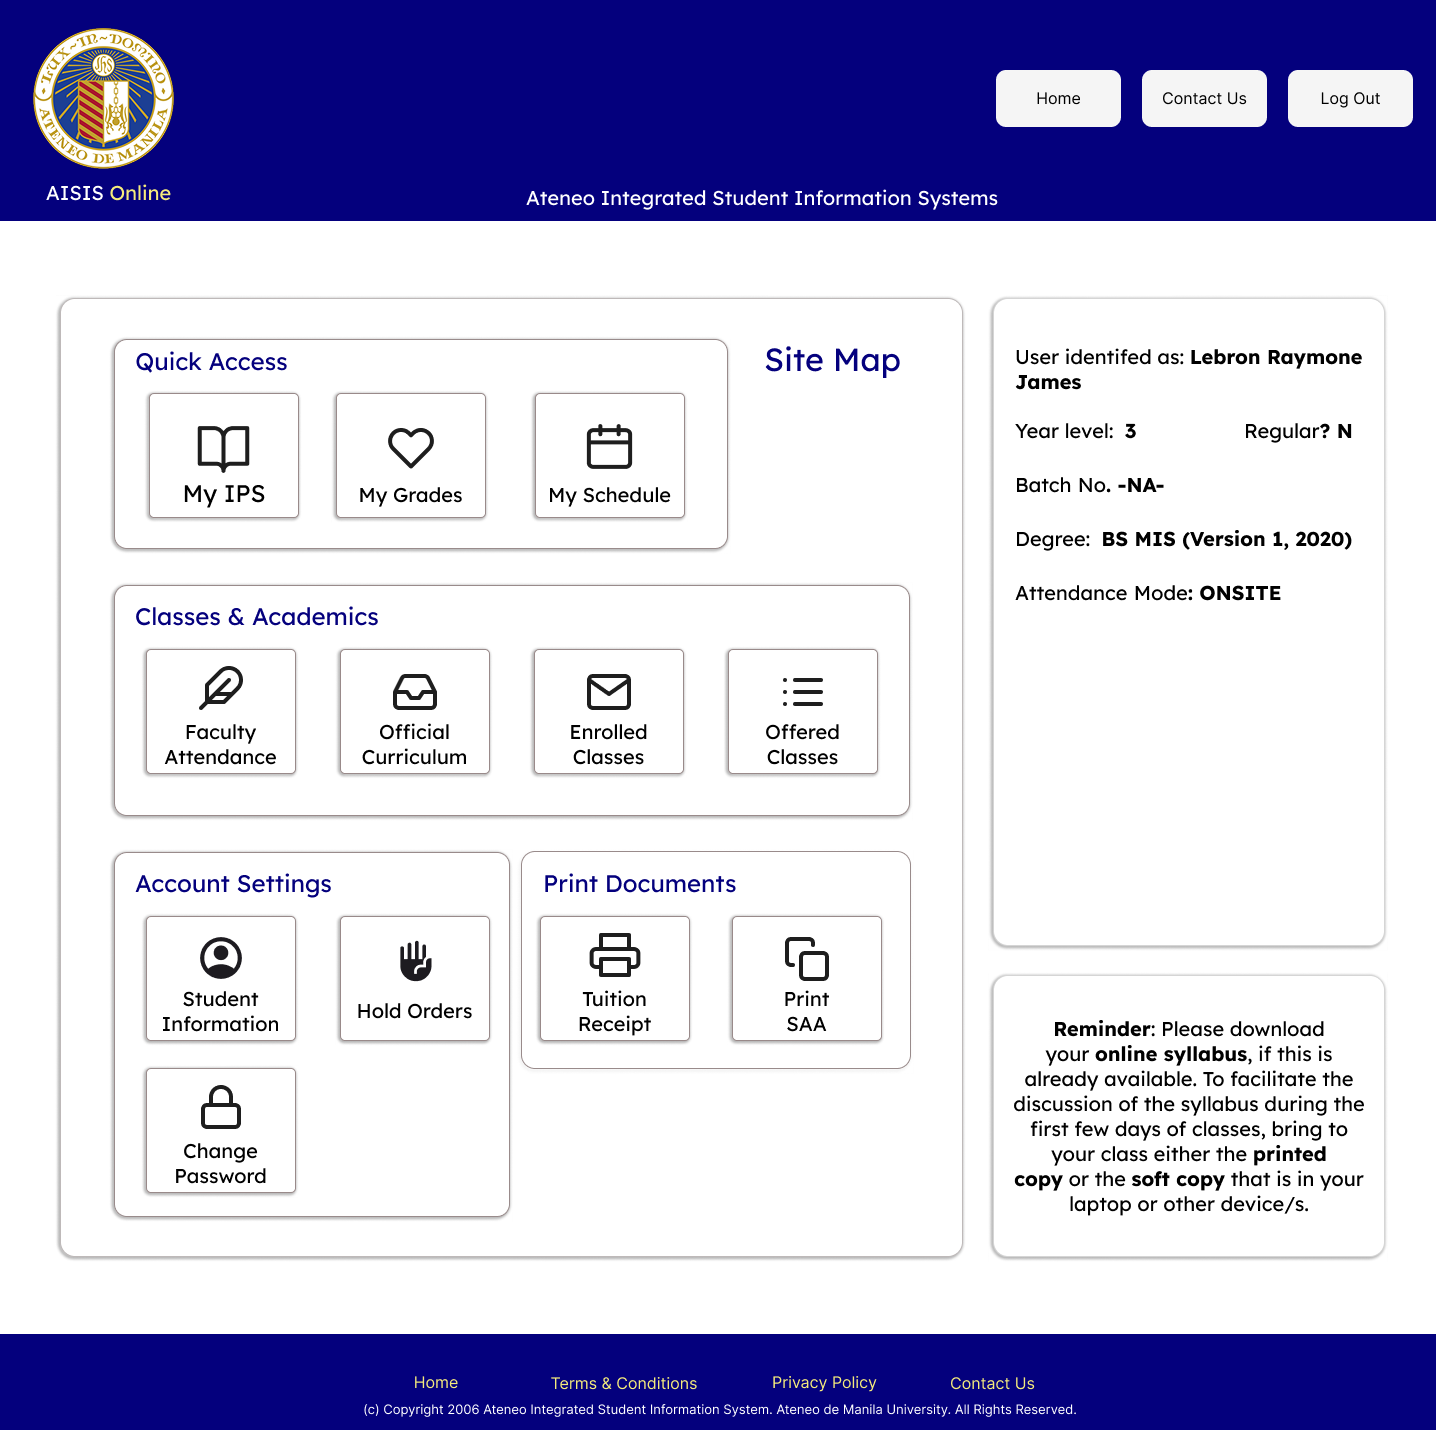 LUX-IN-DOMINO
JHS
ATENEO DE MANILA
AISIS Online
Home
Contact Us
Log Out
Ateneo Integrated Student Information Systems
Site Map
Quick Access
My IPS
My Grades
My Schedule
Classes & Academics
Faculty
Attendance
Official
Curriculum
Enrolled
Classes
Offered
Classes
Account Settings
Student
Information
Hold Orders
Change
Password
Print Documents
Tuition
Receipt
Print
SAA
User identifed as: Lebron Raymone
James
Year level: 3
Regular? N
Batch No. -NA-
Degree: BS MIS (Version 1, 2020)
Attendance Mode: ONSITE
Reminder: Please download
your online syllabus, if this is
already available. To facilitate the
discussion of the syllabus during the
first few days of classes, bring to
your class either the printed
copy or the soft copy that is in your
laptop or other device/s.
Home
Terms & Conditions
Privacy Policy
Contact Us
(c) Copyright 2006 Ateneo Integrated Student Information System. Ateneo de Manila University. All Rights Reserved.